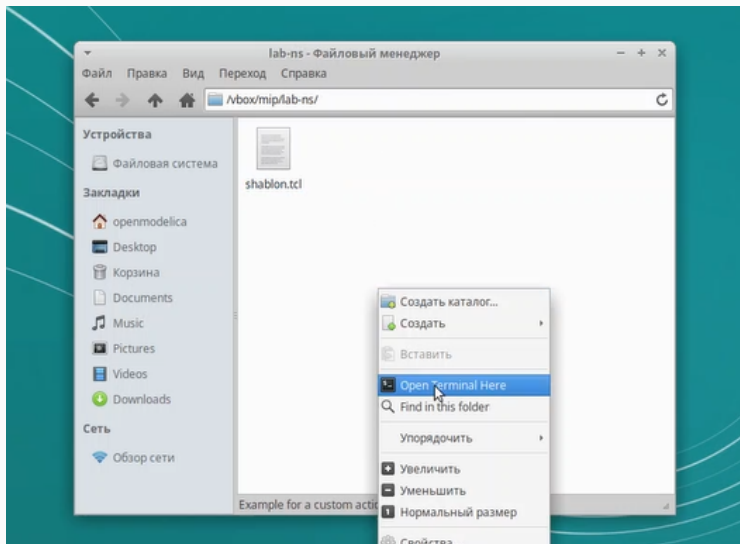 lab-ns - Файловый менеджер
Файл Правка Вид Переход Справка
/vbox/mip/lab-ns/
Устройства
Файловая система
Закладки
openmodelica
Desktop
Корзина
Documents
Music
Pictures
Videos
Downloads
Сеть
Обзор сети
shablon.tcl
Создать каталог...
Создать
Вставить
Open Terminal Here
Find in this folder
Упорядочить
Увеличить
Уменьшить
Нормальный размер
Свойства
Example for a custom